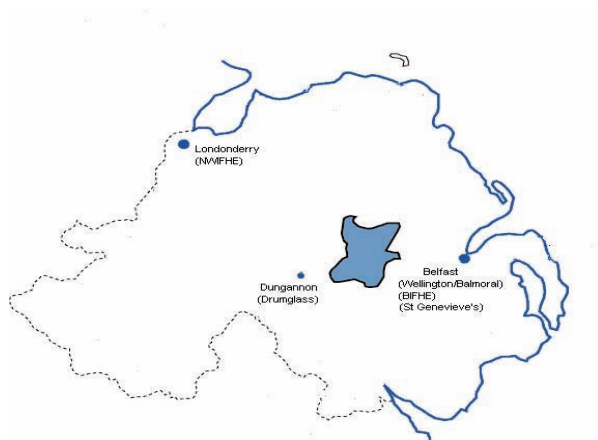 Londonderry
(NWIFHE)
Dungannon
(Drumglass)
Belfast
(Wellington/Balmoral)
(BIFHE)
(St Genevieve's)